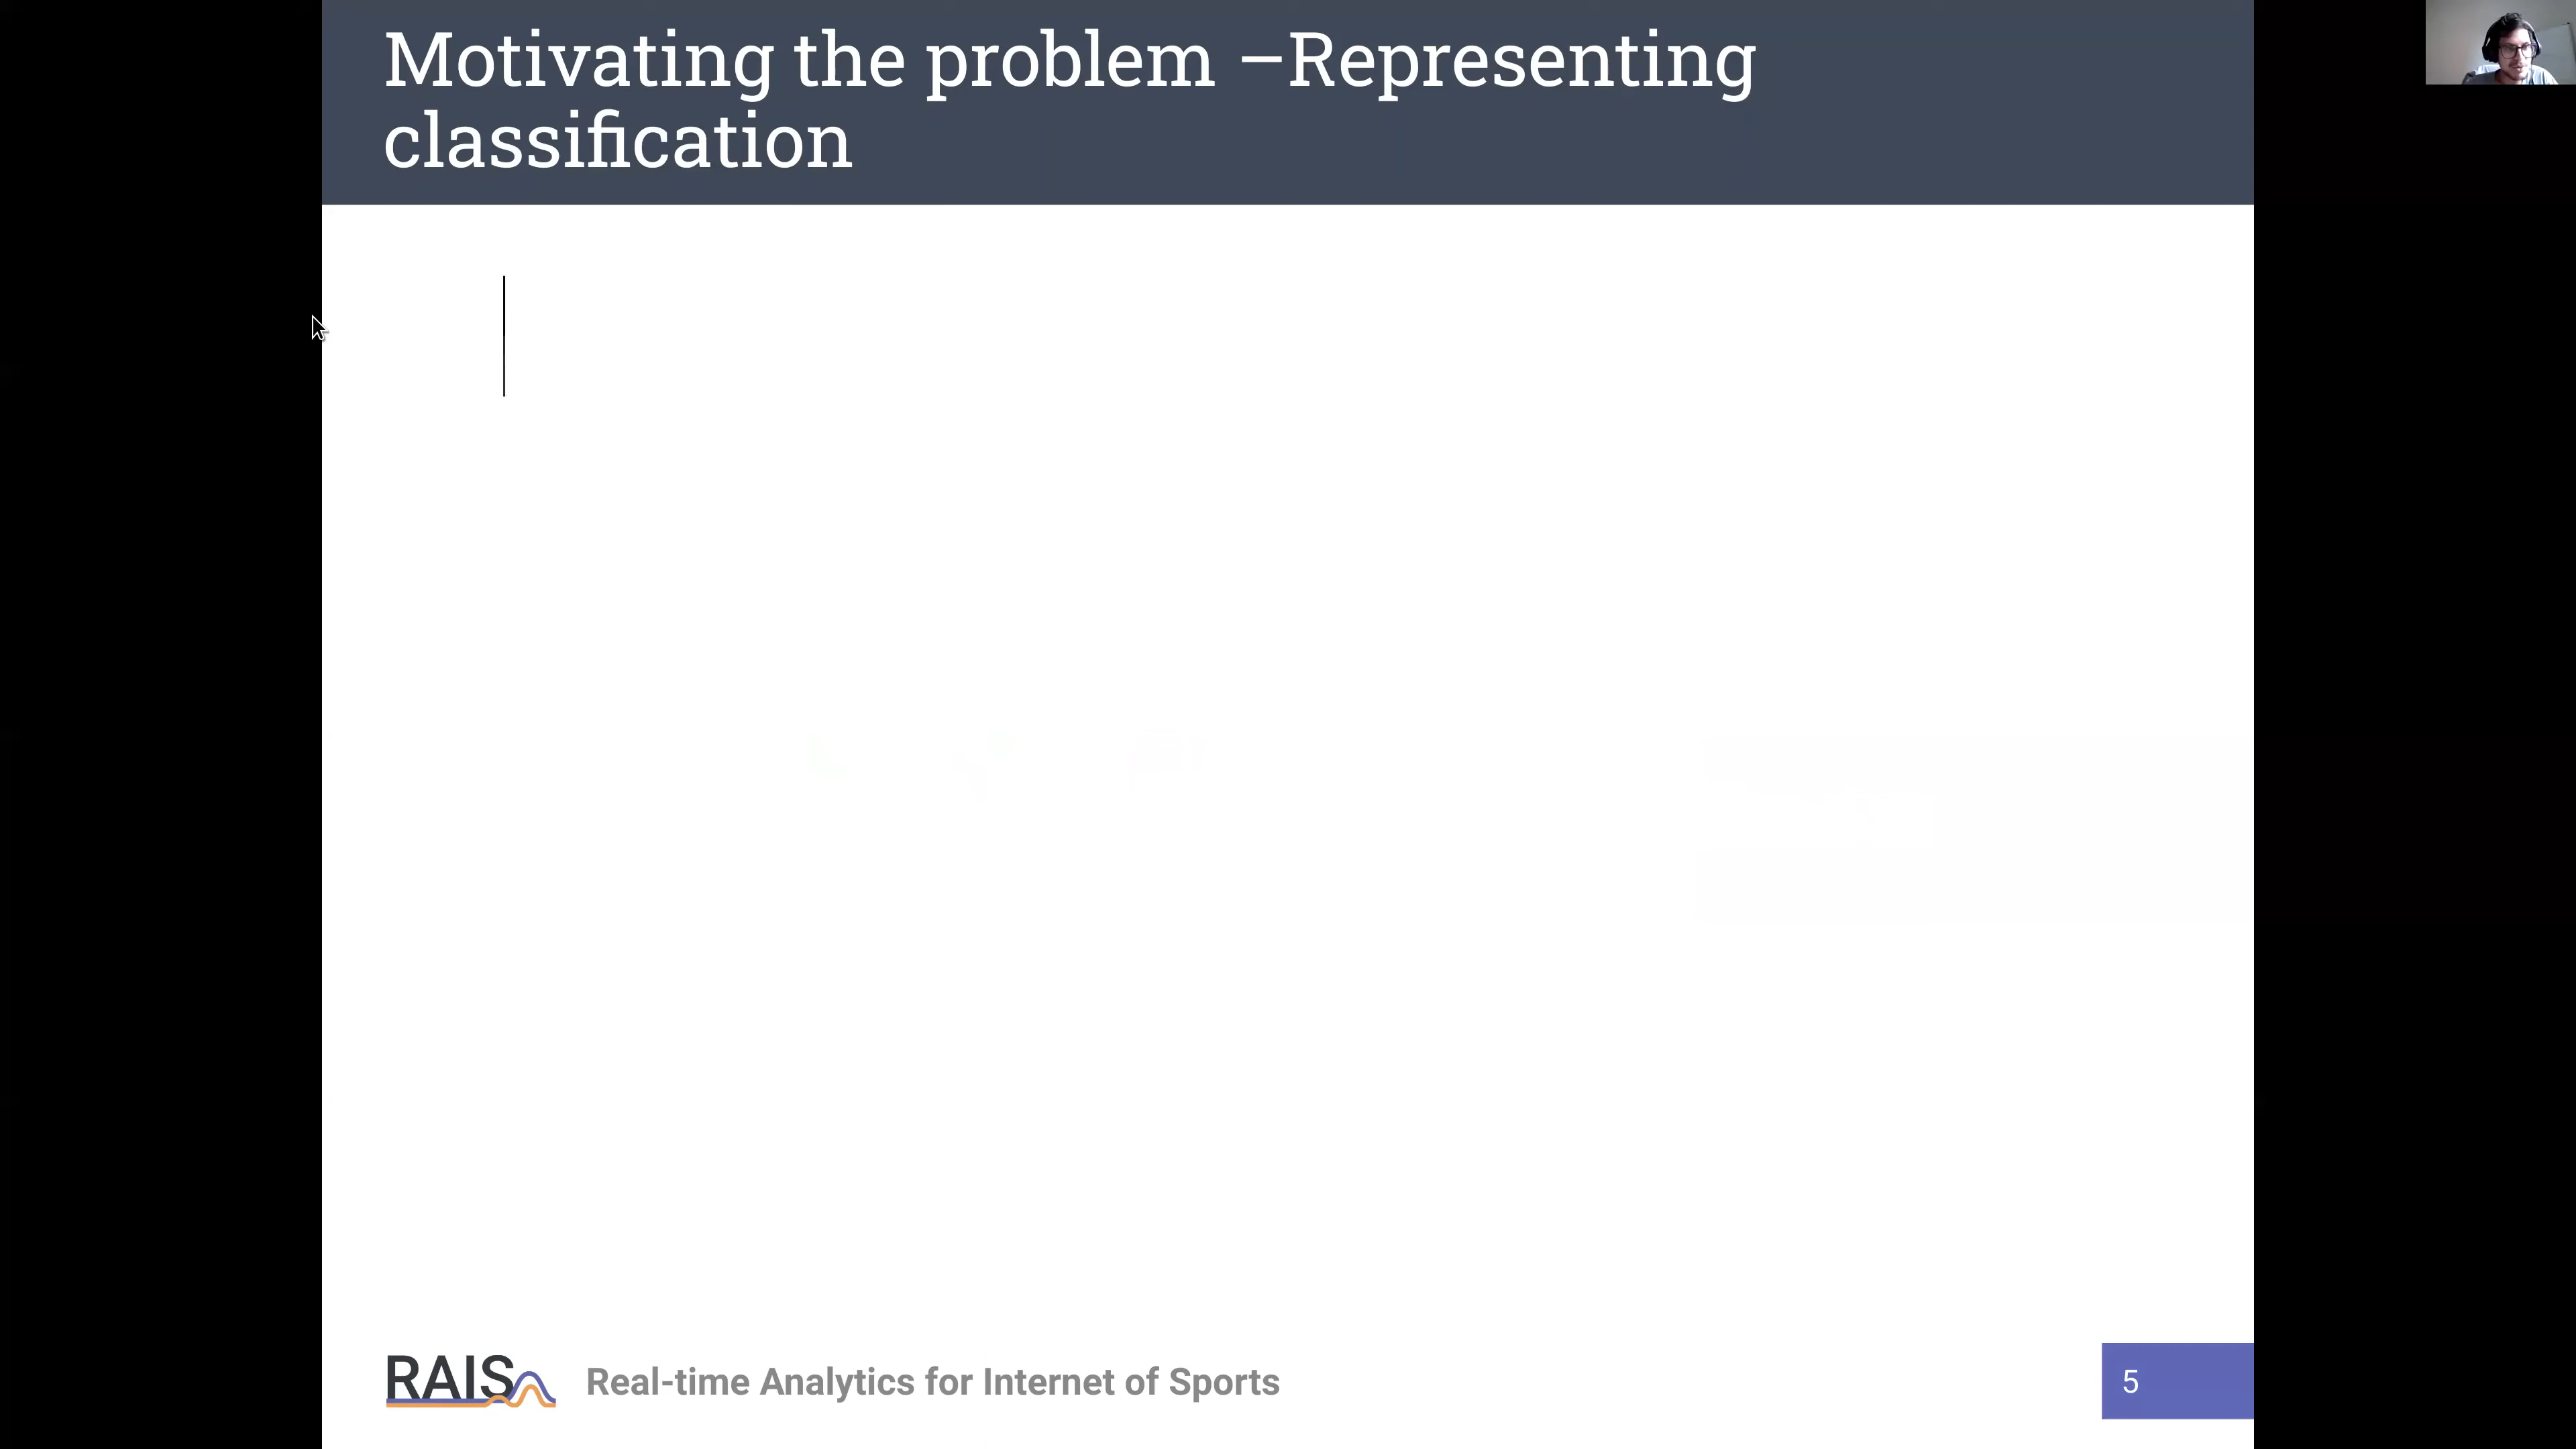 Motivating the problem –Representing
classification
RAIS
Real-time Analytics for Internet of Sports
5